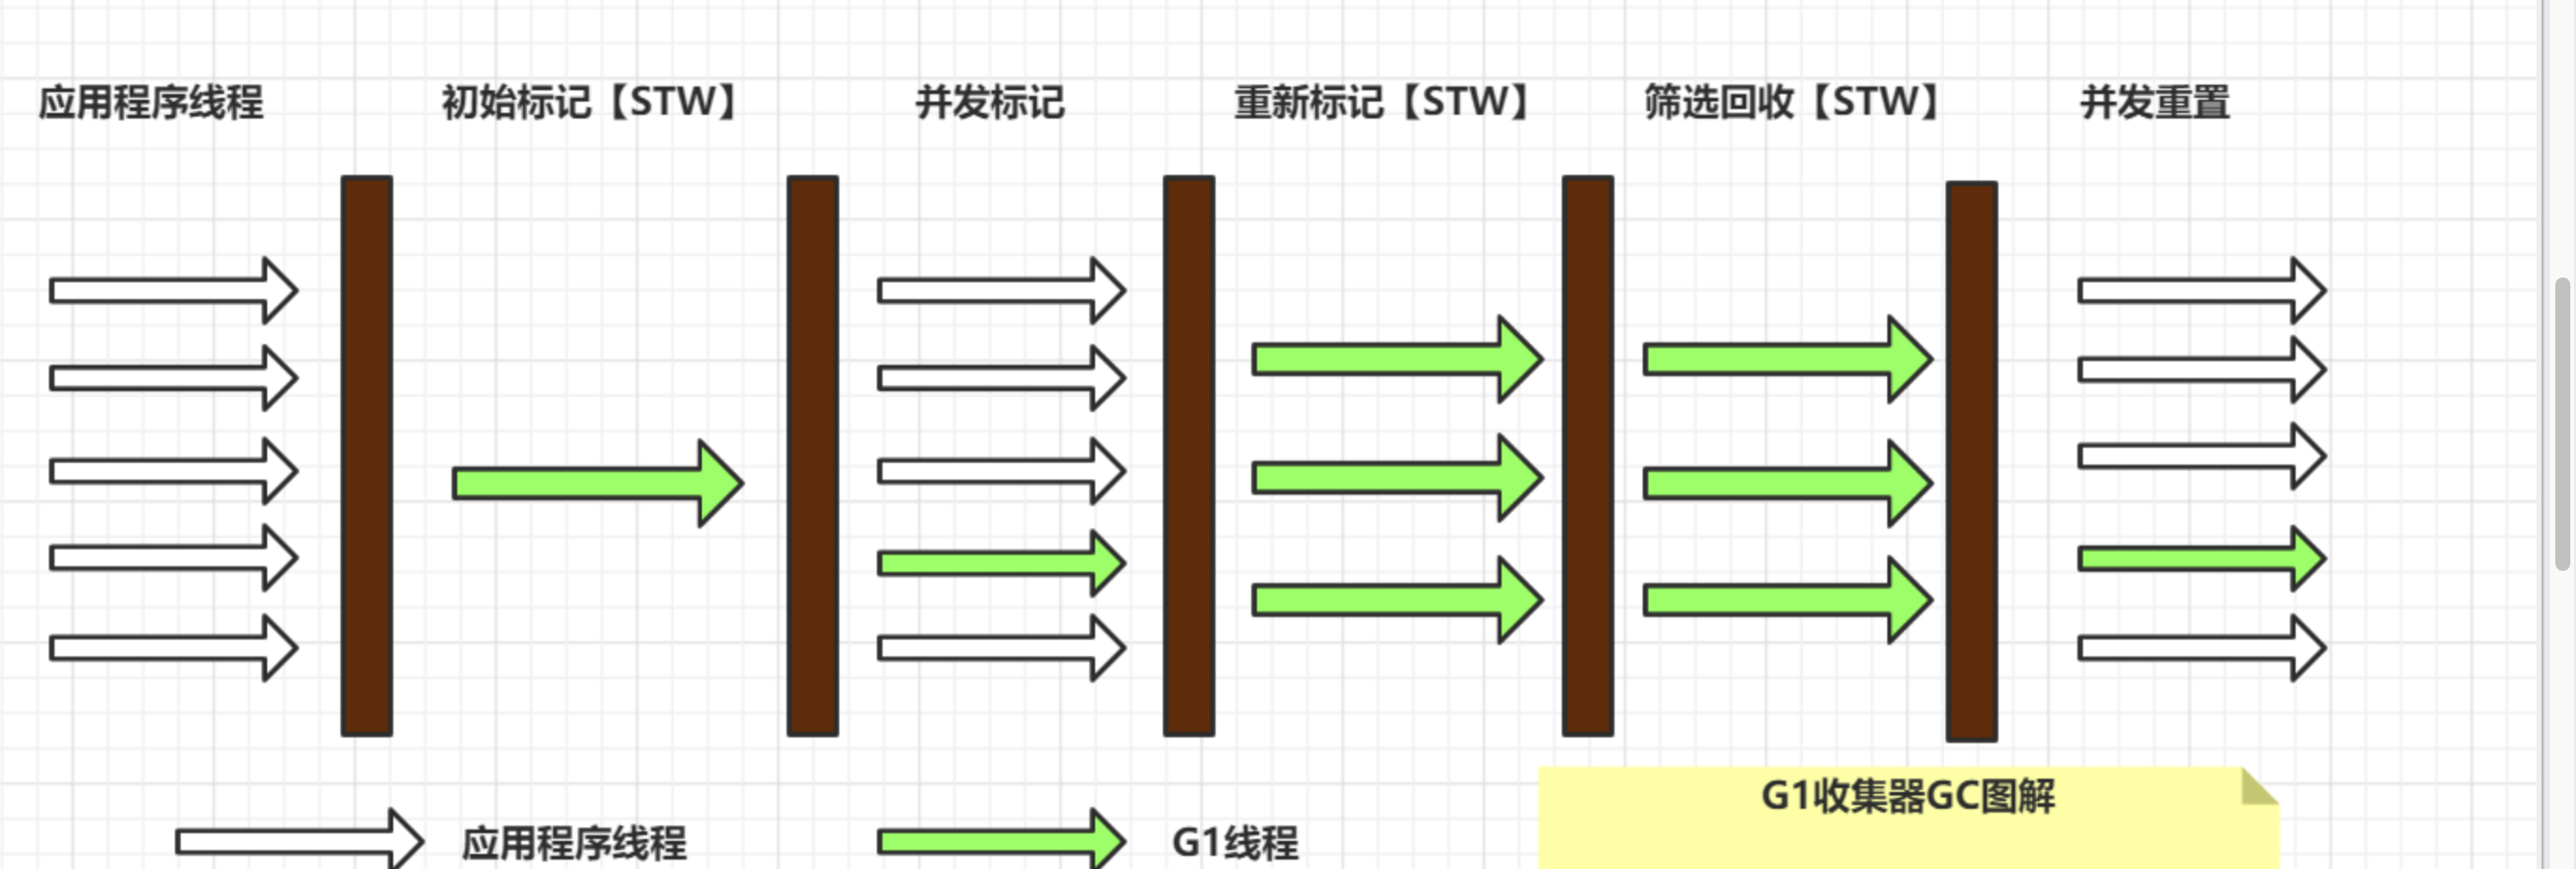 应用程序线程
初始标记【STW】
并发标记
重新标记【STW】
筛选回收【STW】
并发重置
应用程序线程
G1线程
G1收集器GC图解